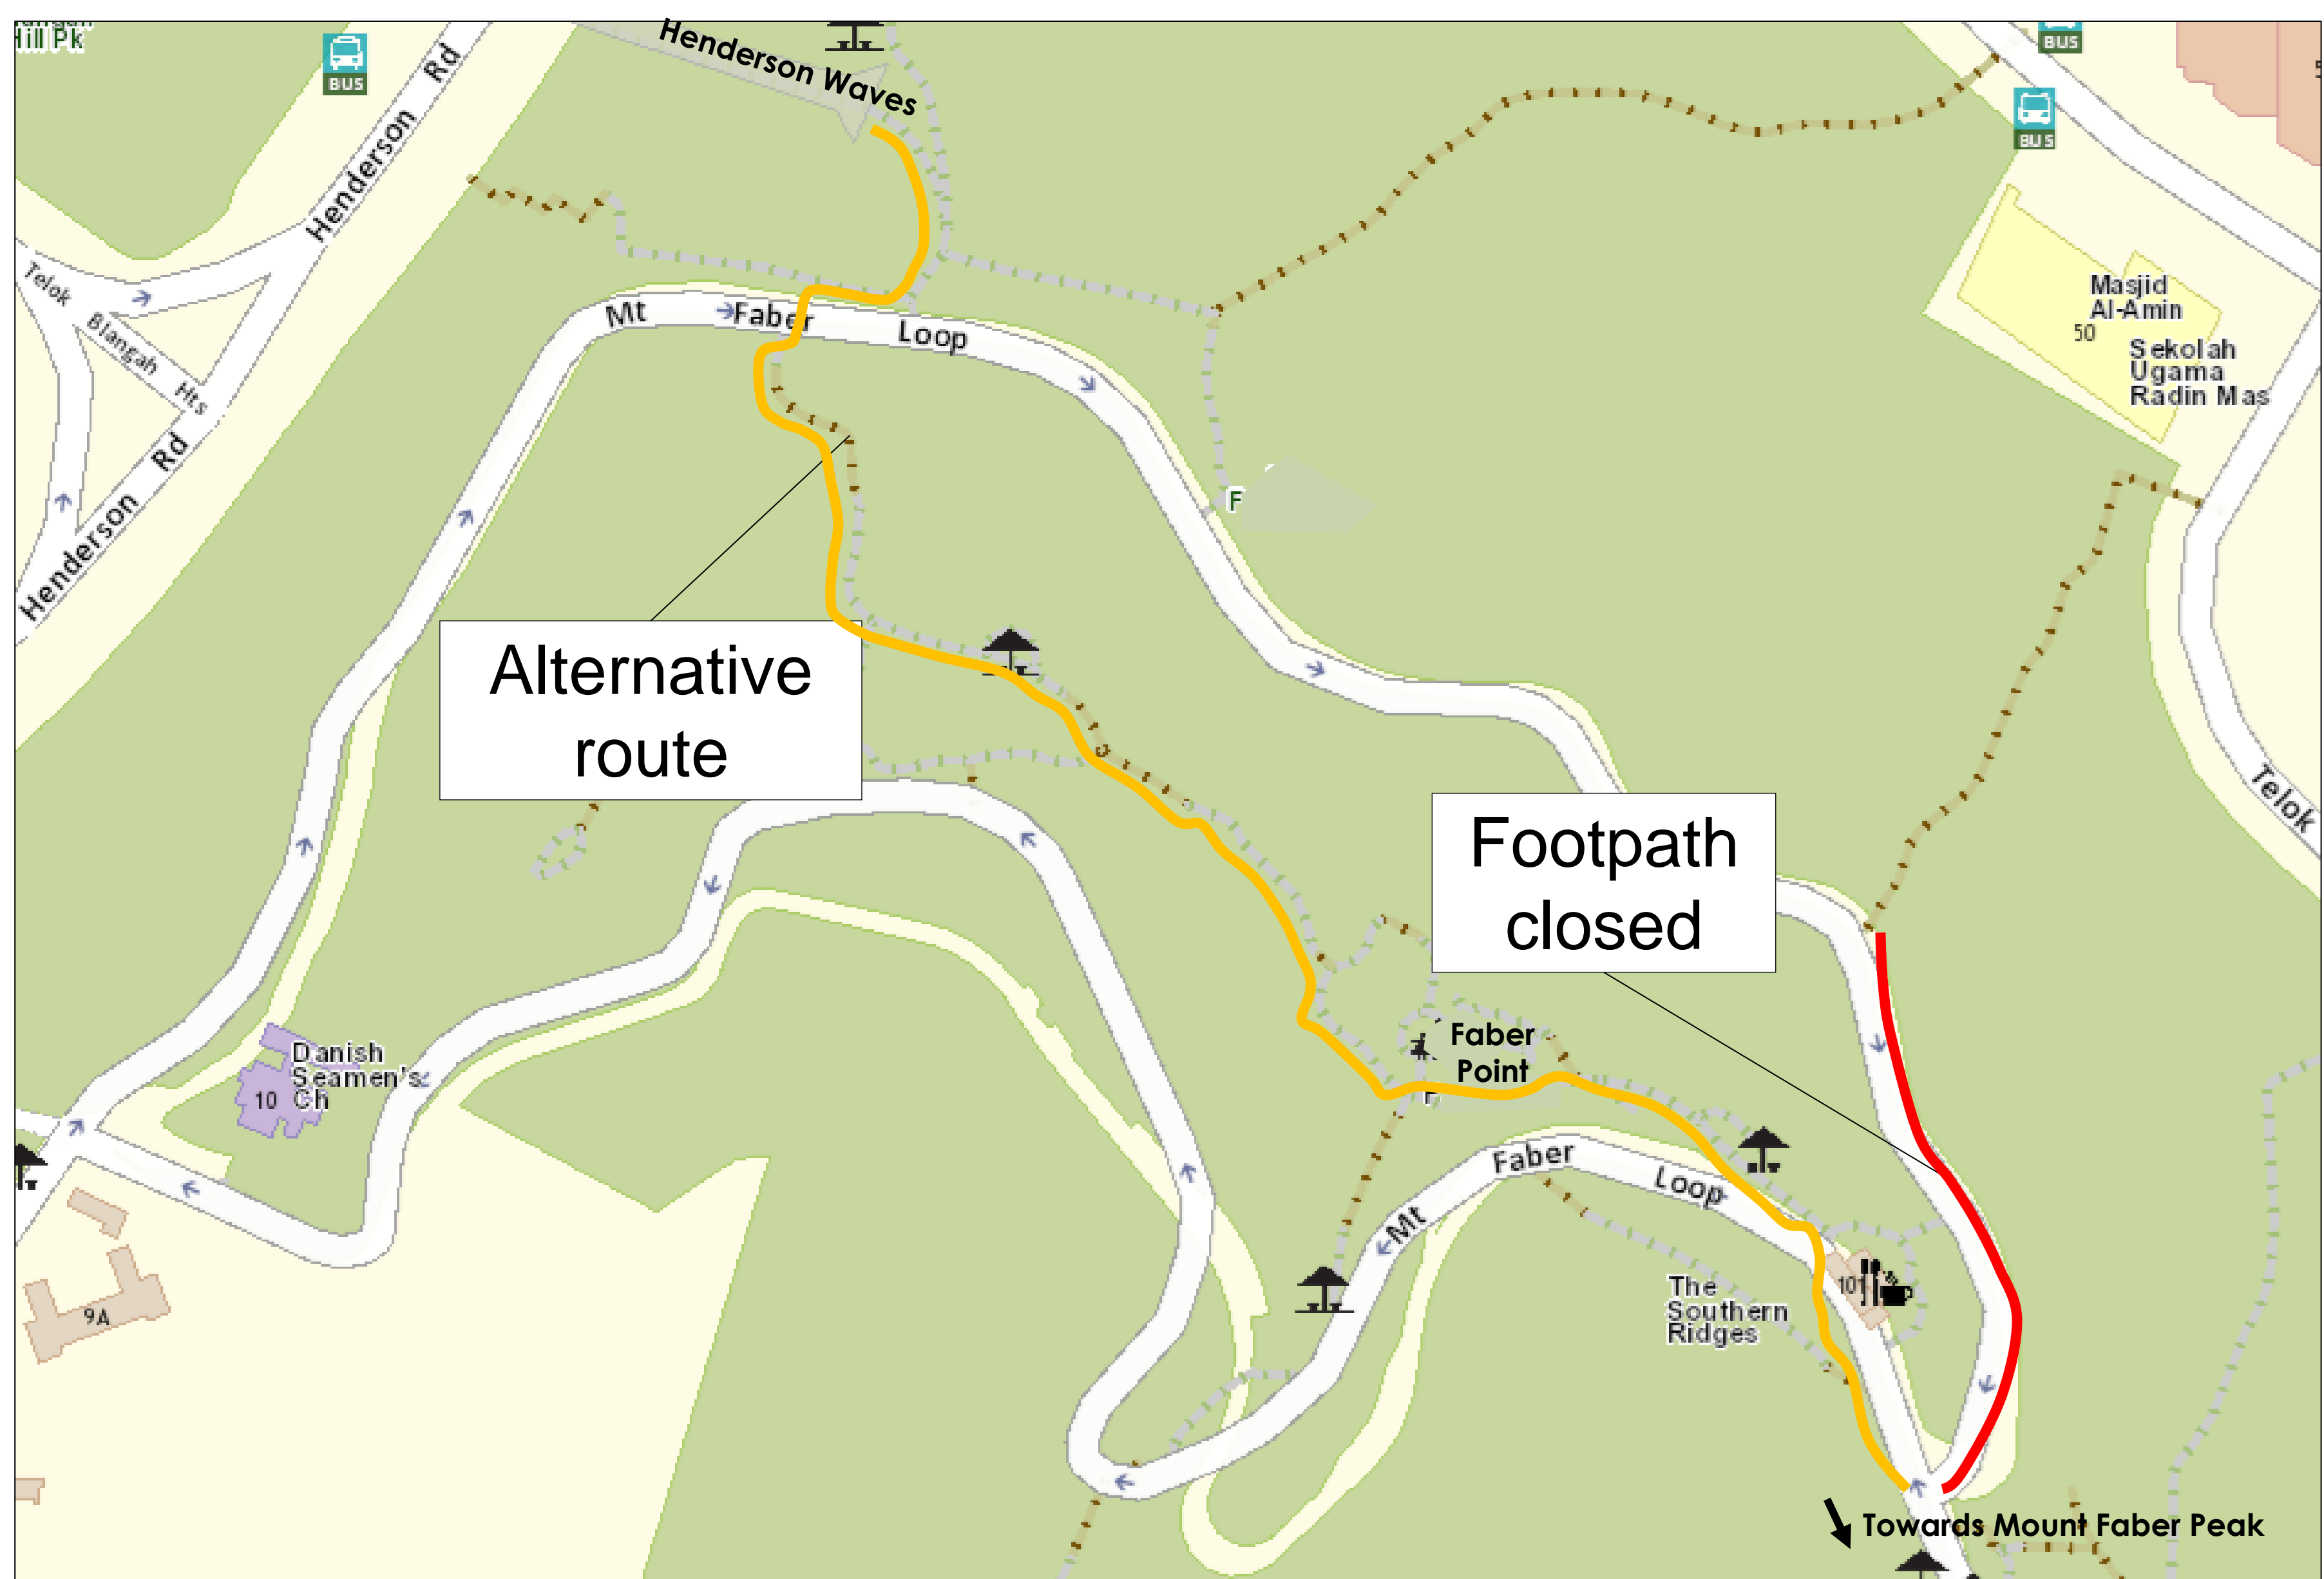 Hill Pk
BUS
Henderson Rd
Henderson Waves
BUS
BUS
Telok Blangah Hts
Henderson Rd
Mt Faber Loop
Masjid
Al-Amin
50
Sekolah
Ugama
Radin Mas
F
Alternative
route
Telok
Footpath
closed
Danish
Seamen's
Ch
10
Faber
Point
Mt Faber Loop
The
Southern
Ridges
101
9A
Towards Mount Faber Peak